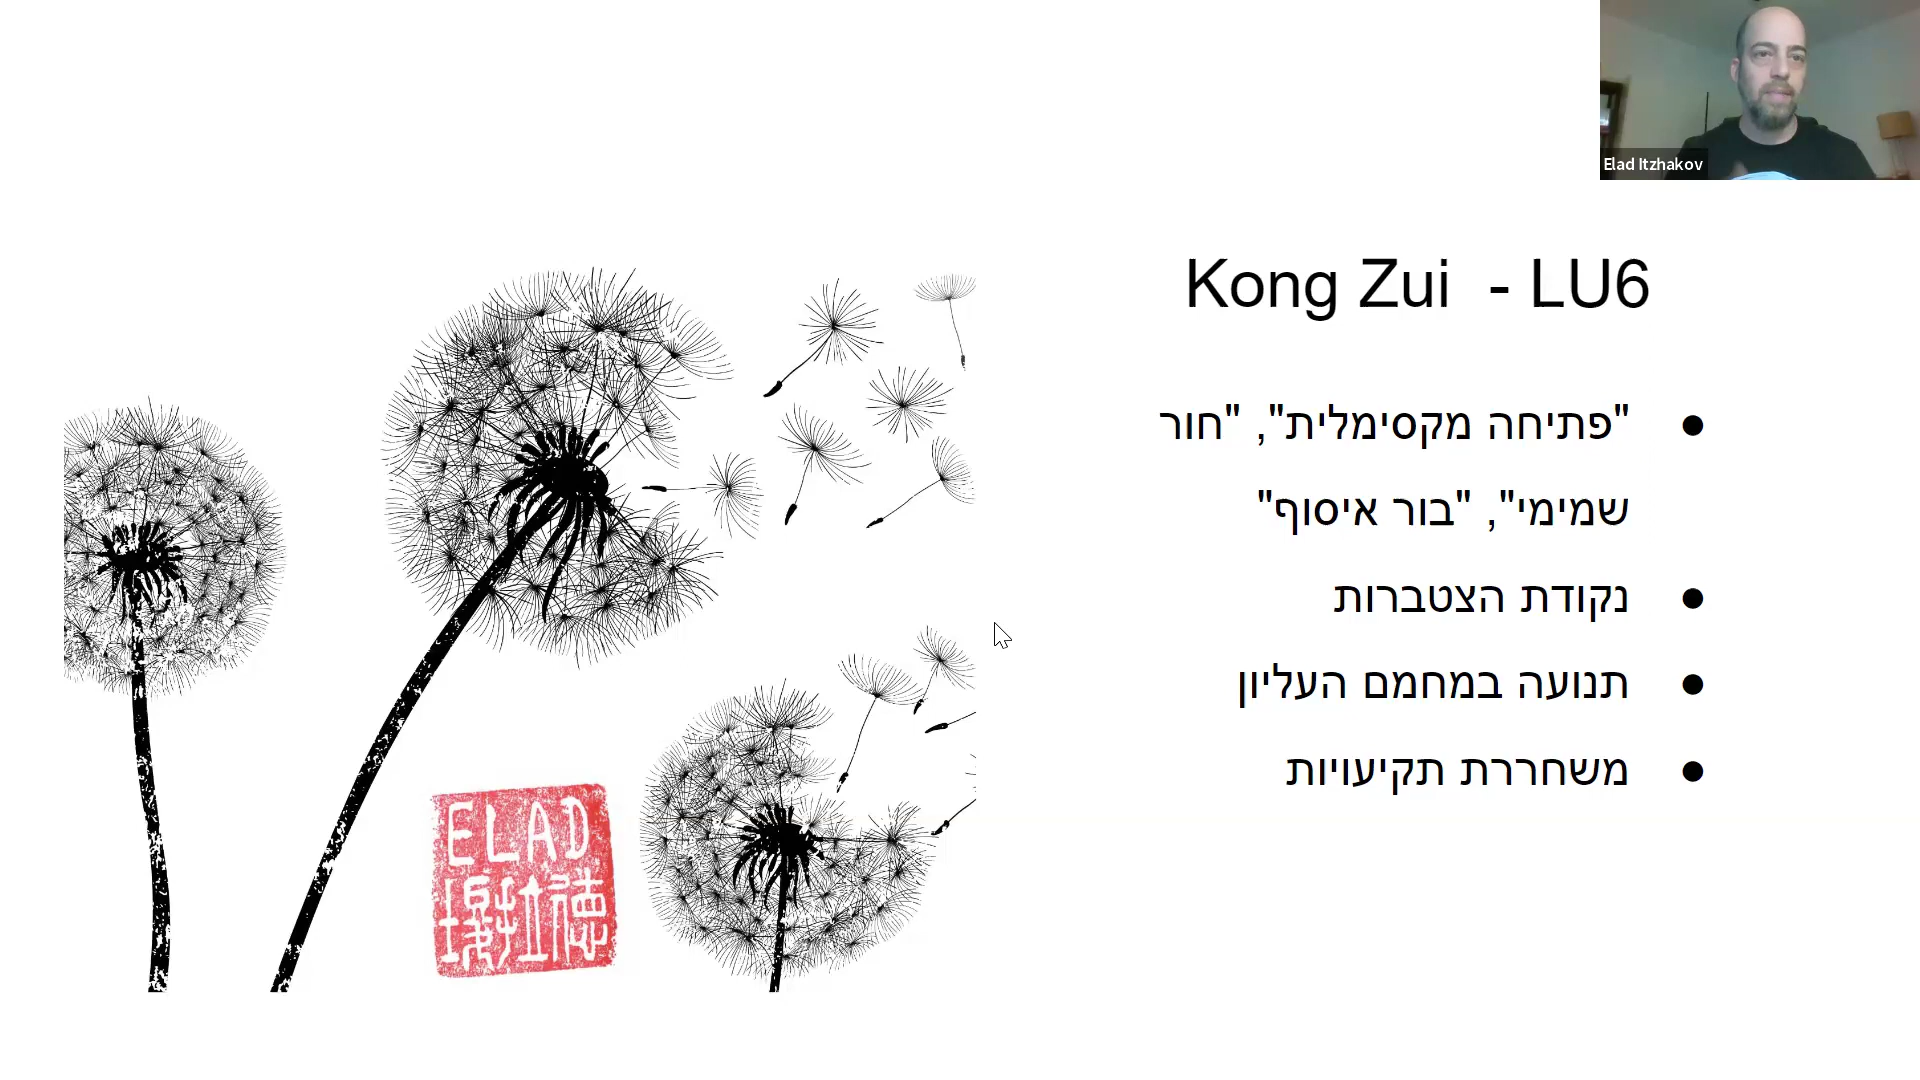 Elad Itzhakov
Kong Zui - LU6
● "פתיחה מקסימלית", "חור
שמימי", "בור איסוף"
● נקודת הצטברות
● תנועה במחמם העליון
● משחררת תקיעויות
ELAD